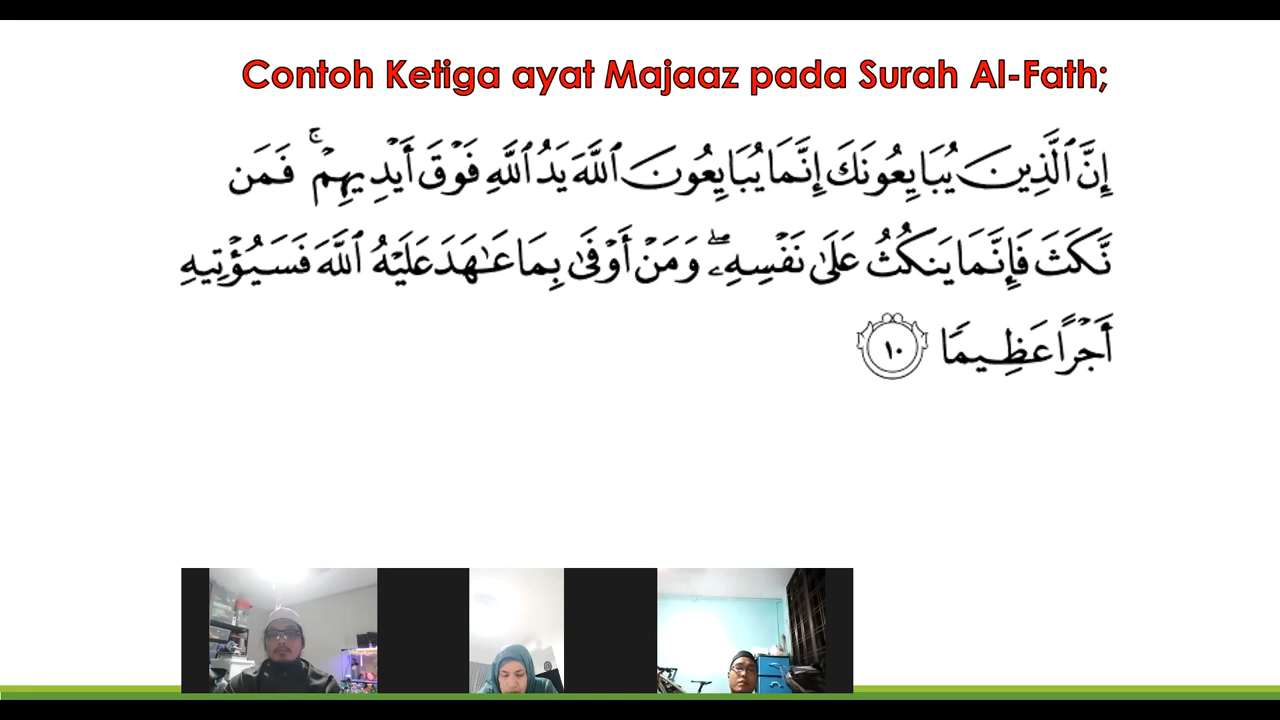 Contoh Ketiga ayat Majaaz pada Surah Al-Fath;
إِنَّ ٱلَّذِينَ يُبَايِعُونَكَ إِنَّمَا يُبَايِعُونَ ٱللَّهَ يَدُ ٱللَّهِ فَوْقَ أَيْدِيهِمْ ۚ فَمَن
نَّكَثَ فَإِنَّمَا يَنكُثُ عَلَىٰ نَفْسِهِۦ ۖ وَمَنْ أَوْفَىٰ بِمَا عَـٰهَدَ عَلَيْهُ ٱللَّهَ فَسَيُؤْتِيهِ
أَجْرًا عَظِيمًا ١٠